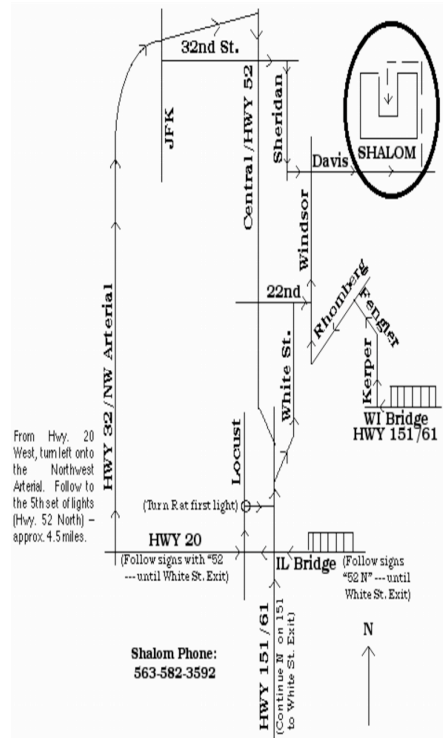 32nd St.
JFK
Central/HWY 52
Sheridan
SHALOM
Davis
Windsor
HWY 32/NW Arterial
22nd
Rhomberg
Fengler
White St.
Kerper
WI Bridge
HWY 151/61
From Hwy. 20
West, turn left onto
the Northwest
Arterial. Follow to
the 5th set of lights
(Hwy. 52 North) –
approx. 4.5 miles.
Locust
(Turn R at first light)
HWY 20
(Follow signs with "52
--- until White St. Exit)
IL Bridge
(Follow signs
"52 N" --- until
White St. Exit)
Shalom Phone:
563-582-3592
HWY 151/61
(Continue N on 151
to White St. Exit)
N